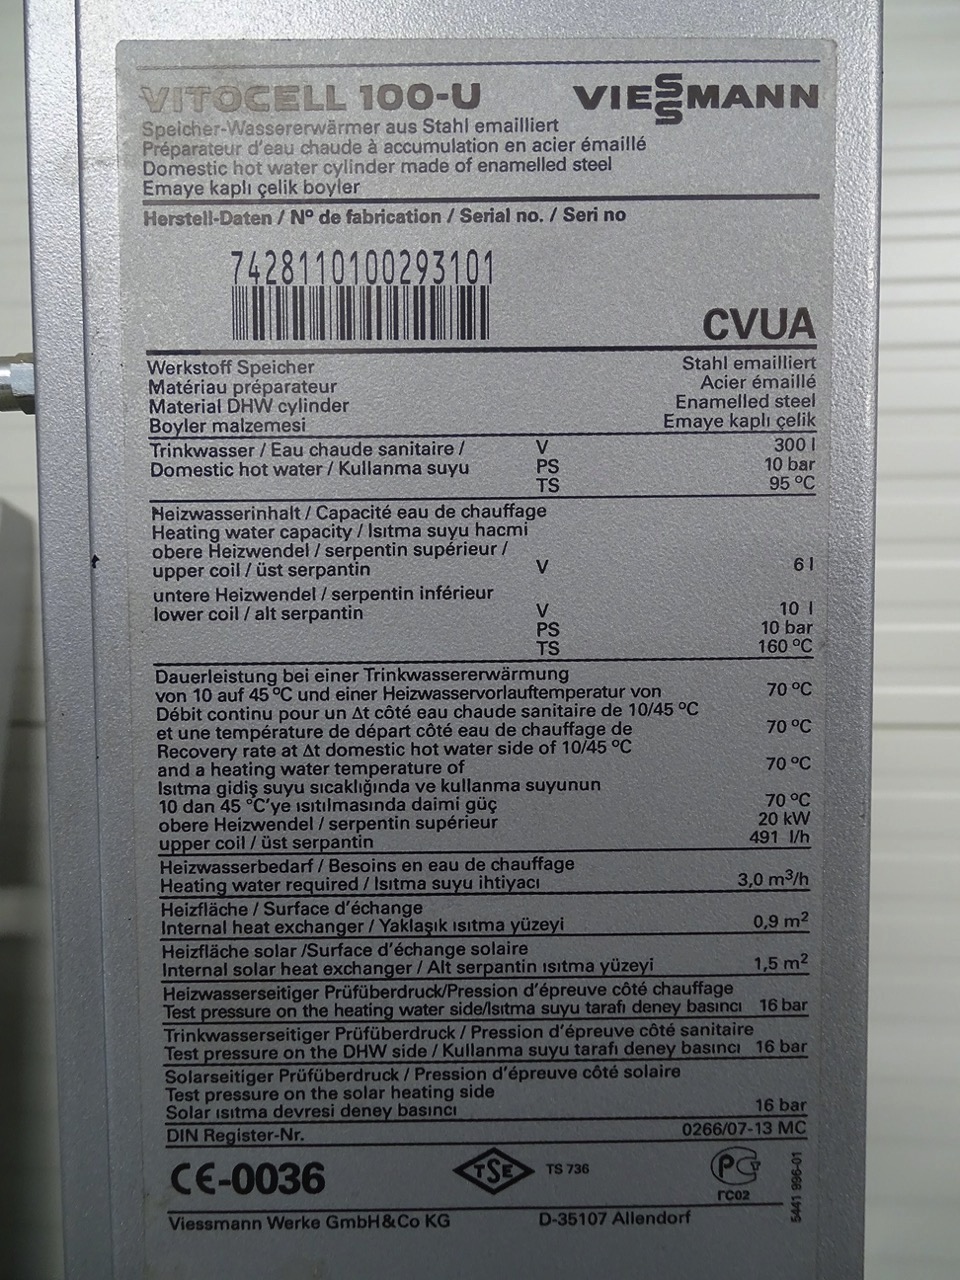 VITOCELL 100-U
VIESSMANN
Speicher-Wassererwärmer aus Stahl emailliert
Préparateur d'eau chaude à accumulation en acier émaillé
Domestic hot water cylinder made of enamelled steel
Emaye kaplı çelik boyler
Herstell-Daten / Nº de fabrication / Serial no. / Seri no
7428110100293101
CVUA
Werkstoff Speicher Stahl emailliert
Matériau préparateur Acier émaillé
Material DHW cylinder Enamelled steel
Boyler malzemesi Emaye kaplı çelik
Trinkwasser / Eau chaude sanitaire / V 300 l
Domestic hot water / Kullanma suyu PS 10 bar
TS 95 ºC
Heizwasserinhalt / Capacité eau de chauffage
Heating water capacity / Isıtma suyu hacmi
obere Heizwendel / serpentin supérieur /
upper coil / üst serpantin V 6 l
untere Heizwendel / serpentin inférieur
lower coil / alt serpantin V 10 l
PS 10 bar
TS 160 ºC
Dauerleistung bei einer Trinkwassererwärmung
von 10 auf 45 ºC und einer Heizwasservorlauftemperatur von 70 ºC
Débit continu pour un Δt côté eau chaude sanitaire de 10/45 ºC
et une température de départ côté eau de chauffage de 70 ºC
Recovery rate at Δt domestic hot water side of 10/45 ºC
and a heating water temperature of 70 ºC
Isıtma gidiş suyu sıcaklığında ve kullanma suyunun
10 dan 45 ºC'ye ısıtılmasında daimi güç 70 ºC
obere Heizwendel / serpentin supérieur 20 kW
upper coil / üst serpantin 491 l/h
Heizwasserbedarf / Besoins en eau de chauffage
Heating water required / Isıtma suyu ihtiyacı 3,0 m³/h
Heizfläche / Surface d'échange
Internal heat exchanger / Yaklaşık ısıtma yüzeyi 0,9 m²
Heizfläche solar /Surface d'échange solaire
Internal solar heat exchanger / Alt serpantin ısıtma yüzeyi 1,5 m²
Heizwasserseitiger Prüfüberdruck/Pression d'épreuve côté chauffage
Test pressure on the heating water side/Isıtma suyu tarafı deney basıncı 16 bar
Trinkwasserseitiger Prüfüberdruck / Pression d'épreuve côté sanitaire
Test pressure on the DHW side / Kullanma suyu tarafı deney basıncı 16 bar
Solarseitiger Prüfüberdruck / Pression d'épreuve côté solaire
Test pressure on the solar heating side
Solar ısıtma devresi deney basıncı 16 bar
DIN Register-Nr. 0266/07-13 MC
CE-0036
TSE
TS 736
PG
ГС02
5441 996-01
Viessmann Werke GmbH&Co KG D-35107 Allendorf